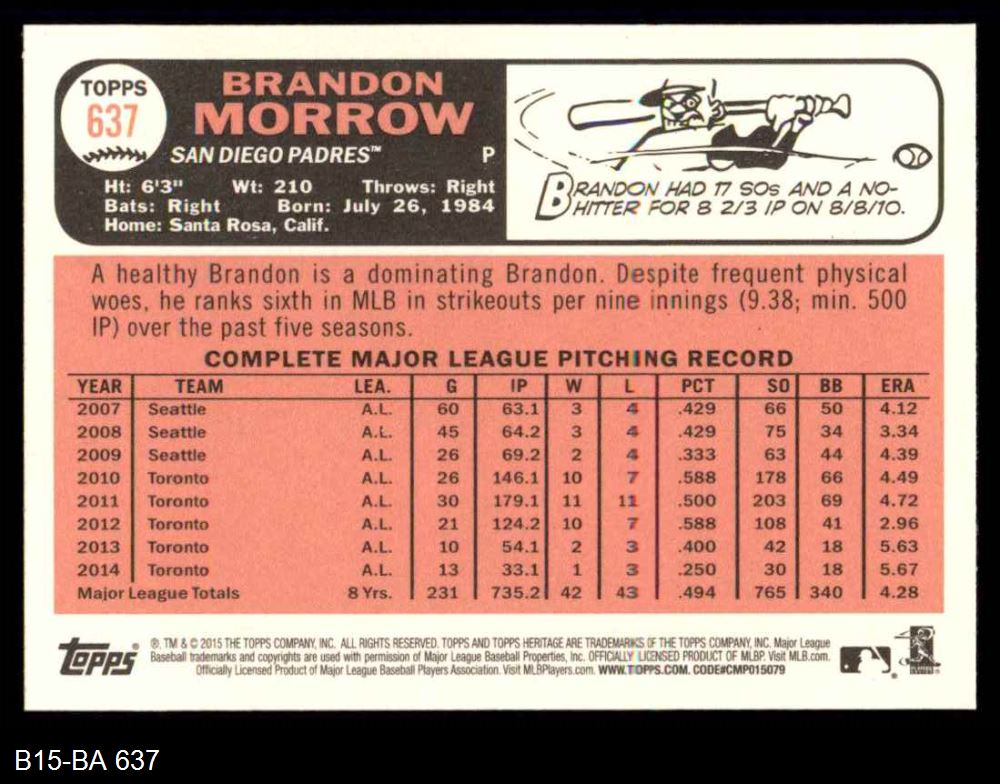 TOPPS
637
BRANDON
MORROW
SAN DIEGO PADRES™ P
Ht: 6'3" Wt: 210 Throws: Right
Bats: Right Born: July 26, 1984
Home: Santa Rosa, Calif.
BRANDON HAD 17 SOs AND A NO-
HITTER FOR 8 2/3 IP ON 8/8/10.
A healthy Brandon is a dominating Brandon. Despite frequent physical
woes, he ranks sixth in MLB in strikeouts per nine innings (9.38; min. 500
IP) over the past five seasons.
COMPLETE MAJOR LEAGUE PITCHING RECORD
YEAR TEAM LEA. G IP W L PCT SO BB ERA
2007 Seattle A.L. 60 63.1 3 4 .429 66 50 4.12
2008 Seattle A.L. 45 64.2 3 4 .429 75 34 3.34
2009 Seattle A.L. 26 69.2 2 4 .333 63 44 4.39
2010 Toronto A.L. 26 146.1 10 7 .588 178 66 4.49
2011 Toronto A.L. 30 179.1 11 11 .500 203 69 4.72
2012 Toronto A.L. 21 124.2 10 7 .588 108 41 2.96
2013 Toronto A.L. 10 54.1 2 3 .400 42 18 5.63
2014 Toronto A.L. 13 33.1 1 3 .250 30 18 5.67
Major League Totals 8 Yrs. 231 735.2 42 43 .494 765 340 4.28
Topps
®, TM & © 2015 THE TOPPS COMPANY, INC. ALL RIGHTS RESERVED. TOPPS AND TOPPS HERITAGE ARE TRADEMARKS OF THE TOPPS COMPANY, INC. Major League
Baseball trademarks and copyrights are used with permission of Major League Baseball Properties, Inc. OFFICIALLY LICENSED PRODUCT OF MLBP. Visit MLB.com.
Officially Licensed Product of Major League Baseball Players Association. Visit MLBPlayers.com. WWW.TOPPS.COM. CODE#CMP015079
B15-BA 637